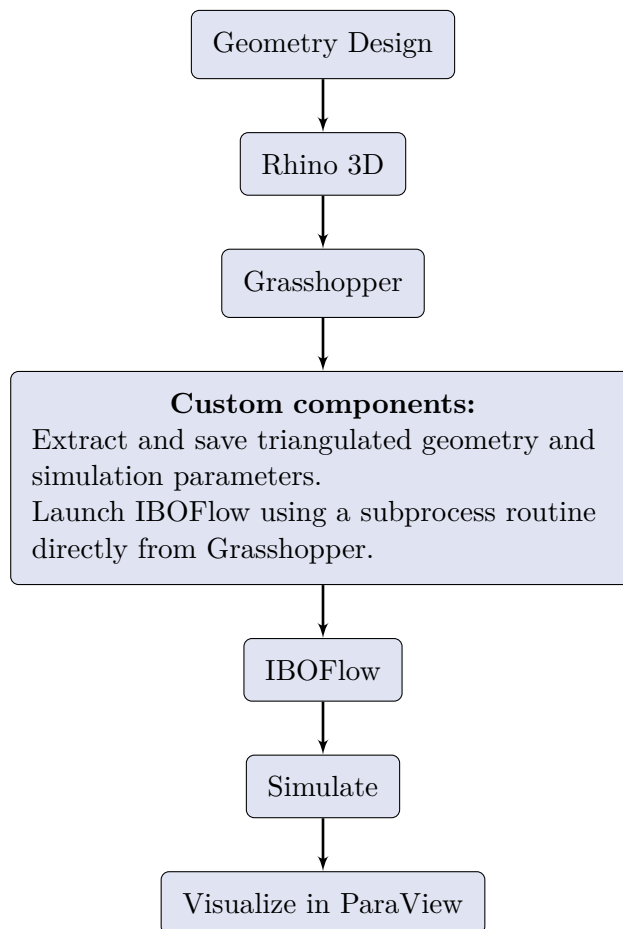 Geometry Design
Rhino 3D
Grasshopper
Custom components:
Extract and save triangulated geometry and
simulation parameters.
Launch IBOFlow using a subprocess routine
directly from Grasshopper.
IBOFlow
Simulate
Visualize in ParaView